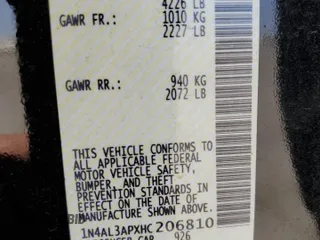 4226 LB
GAWR FR.: 1010 KG
2227 LB
GAWR RR.: 940 KG
2072 LB
THIS VEHICLE CONFORMS TO
ALL APPLICABLE FEDERAL
MOTOR VEHICLE SAFETY,
BUMPER, AND THEFT
PREVENTION STANDARDS IN
EFFECT ON THE DATE OF
MANUFACTURE SHOWN ABOVE.
1N4AL3APXHC206810
PASSENGER CAR 926